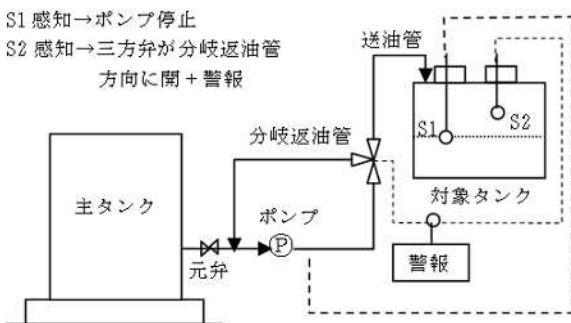 S1 感知→ポンプ停止
S2 感知→三方弁が分岐返油管
方向に開+警報
送油管
S1
S2
分岐返油管
対象タンク
主タンク
ポンプ
P
元弁
警報